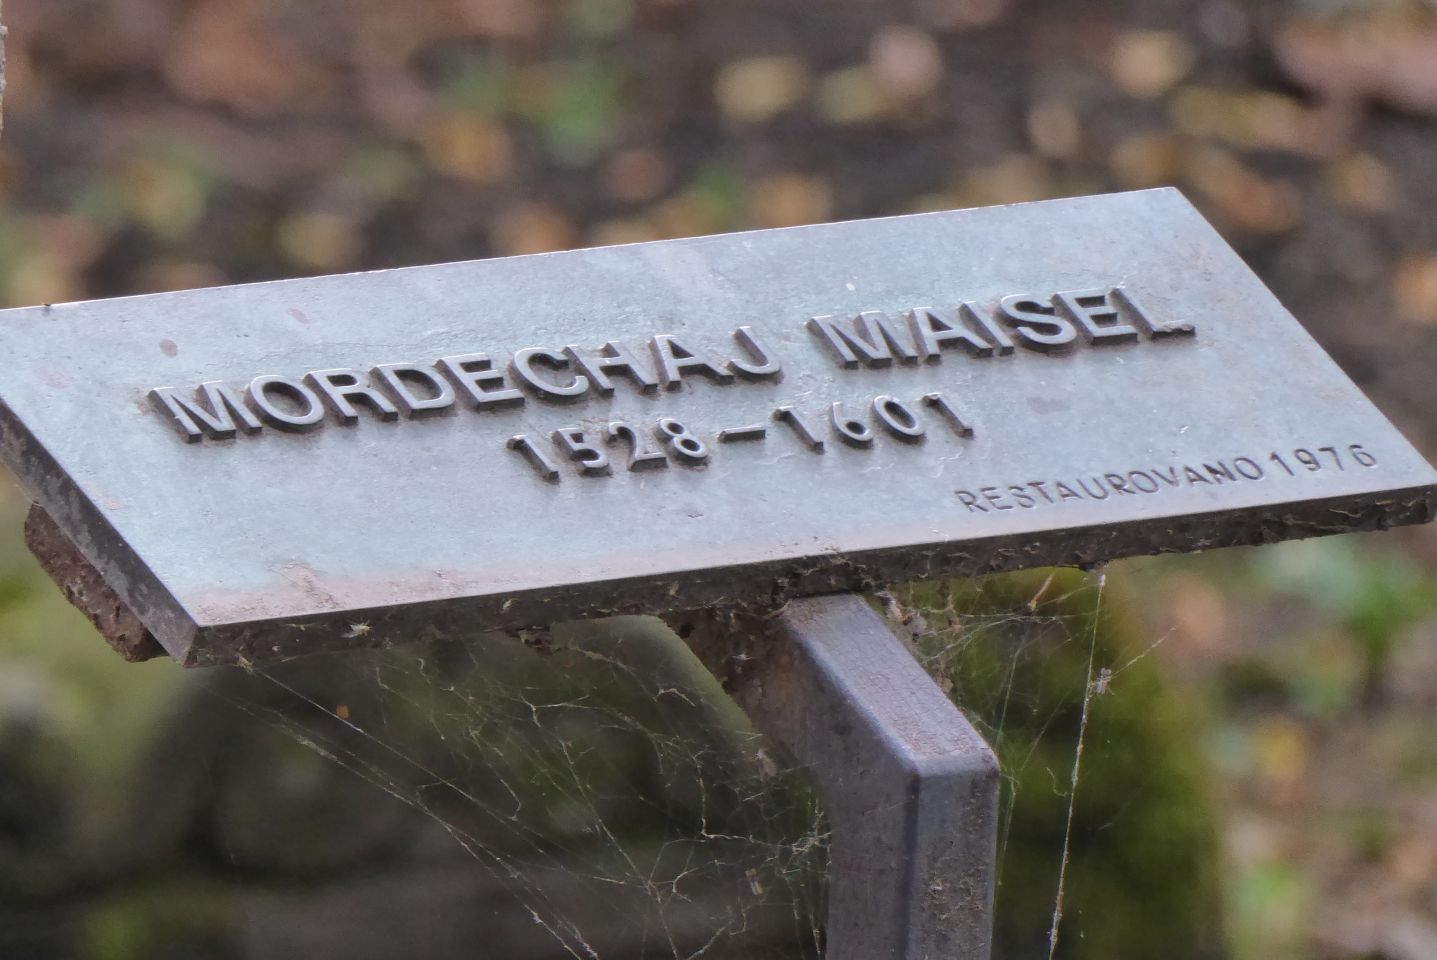 MORDECHAJ MAISEL
1528-1601
RESTAUROVANO 1976